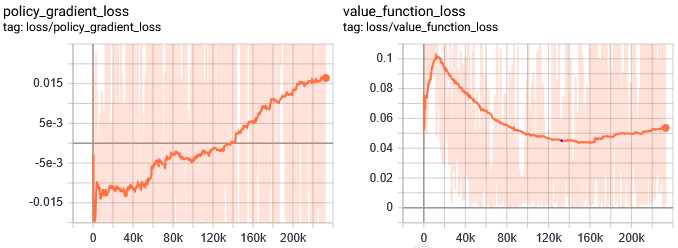 policy_gradient_loss
tag: loss/policy_gradient_loss
0.015
5e-3
-5e-3
-0.015
0 40k 80k 120k 160k 200k
value_function_loss
tag: loss/value_function_loss
0.1
0.08
0.06
0.04
0.02
0
0 40k 80k 120k 160k 200k